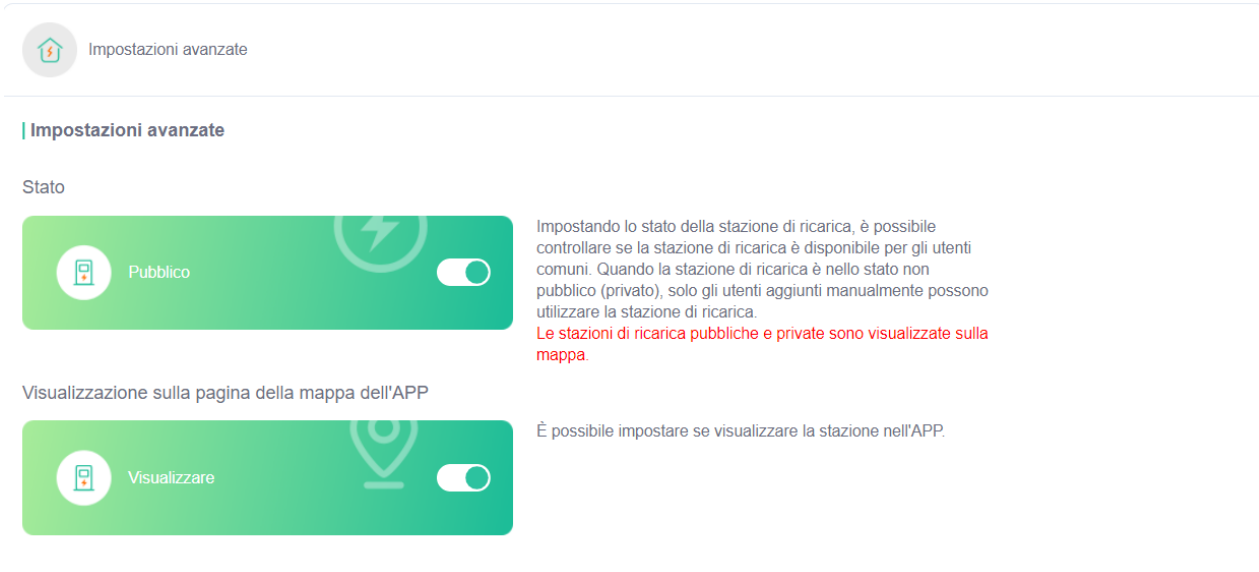 Impostazioni avanzate
Impostazioni avanzate
Stato
Pubblico
Impostando lo stato della stazione di ricarica, è possibile
controllare se la stazione di ricarica è disponibile per gli utenti
comuni. Quando la stazione di ricarica è nello stato non
pubblico (privato), solo gli utenti aggiunti manualmente possono
utilizzare la stazione di ricarica.
Le stazioni di ricarica pubbliche e private sono visualizzate sulla
mappa.
Visualizzazione sulla pagina della mappa dell'APP
Visualizzare
È possibile impostare se visualizzare la stazione nell'APP.